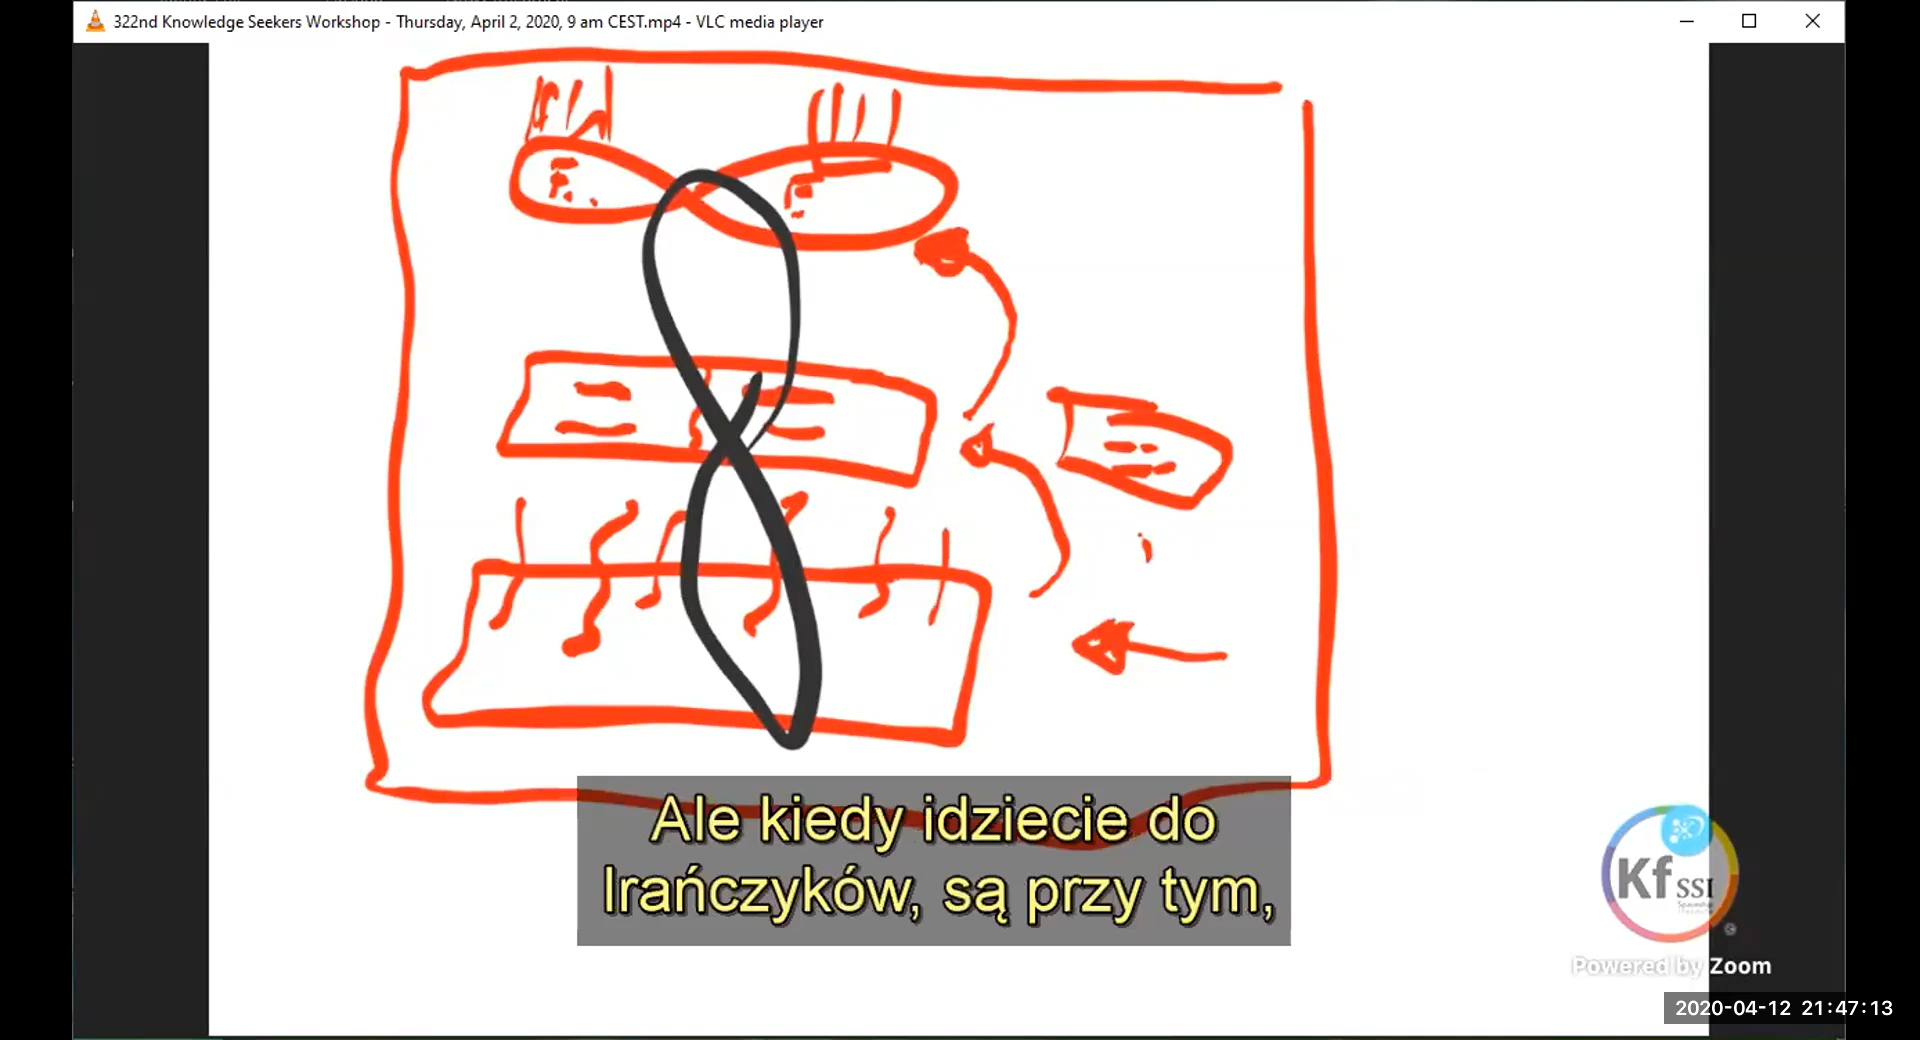 322nd Knowledge Seekers Workshop - Thursday, April 2, 2020, 9 am CEST.mp4 - VLC media player
Ale kiedy idziecie do
Irańczyków, są przy tym,
Kf SSI
Powered by Zoom
2020-04-12 21:47:13